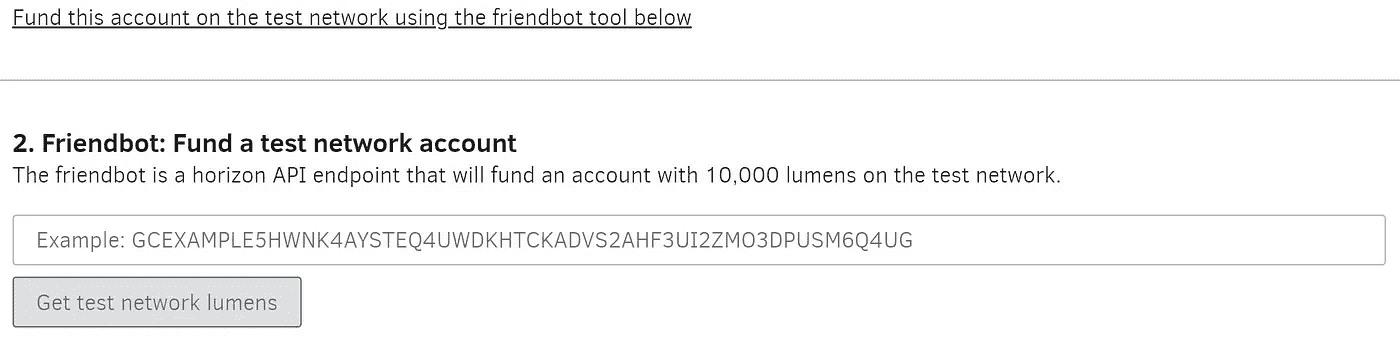 Fund this account on the test network using the friendbot tool below
2. Friendbot: Fund a test network account
The friendbot is a horizon API endpoint that will fund an account with 10,000 lumens on the test network.
Example: GCEXAMPLE5HWNK4AYSTEQ4UWDKHTCKADVS2AHF3UI2ZMO3DPUSM6Q4UG
Get test network lumens